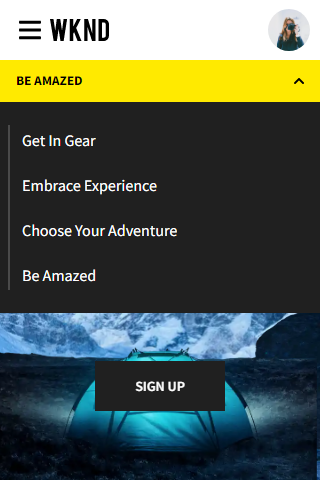 WKND
BE AMAZED
Get In Gear
Embrace Experience
Choose Your Adventure
Be Amazed
SIGN UP